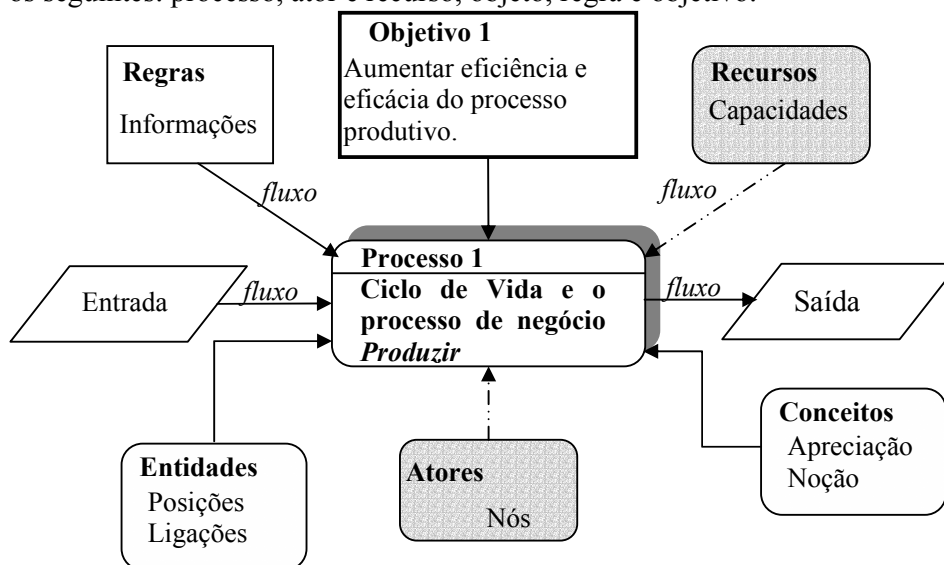 os seguintes: processo, ator e recurso, objeto, regra e objetivo.
Objetivo 1
Aumentar eficiência e
eficácia do processo
produtivo.
Regras
Informações
Recursos
Capacidades
fluxo
fluxo
Processo 1
Ciclo de Vida e o
processo de negócio
Produzir
Entrada
fluxo
fluxo
Saída
Entidades
Posições
Ligações
Atores
Nós
Conceitos
Apreciação
Noção